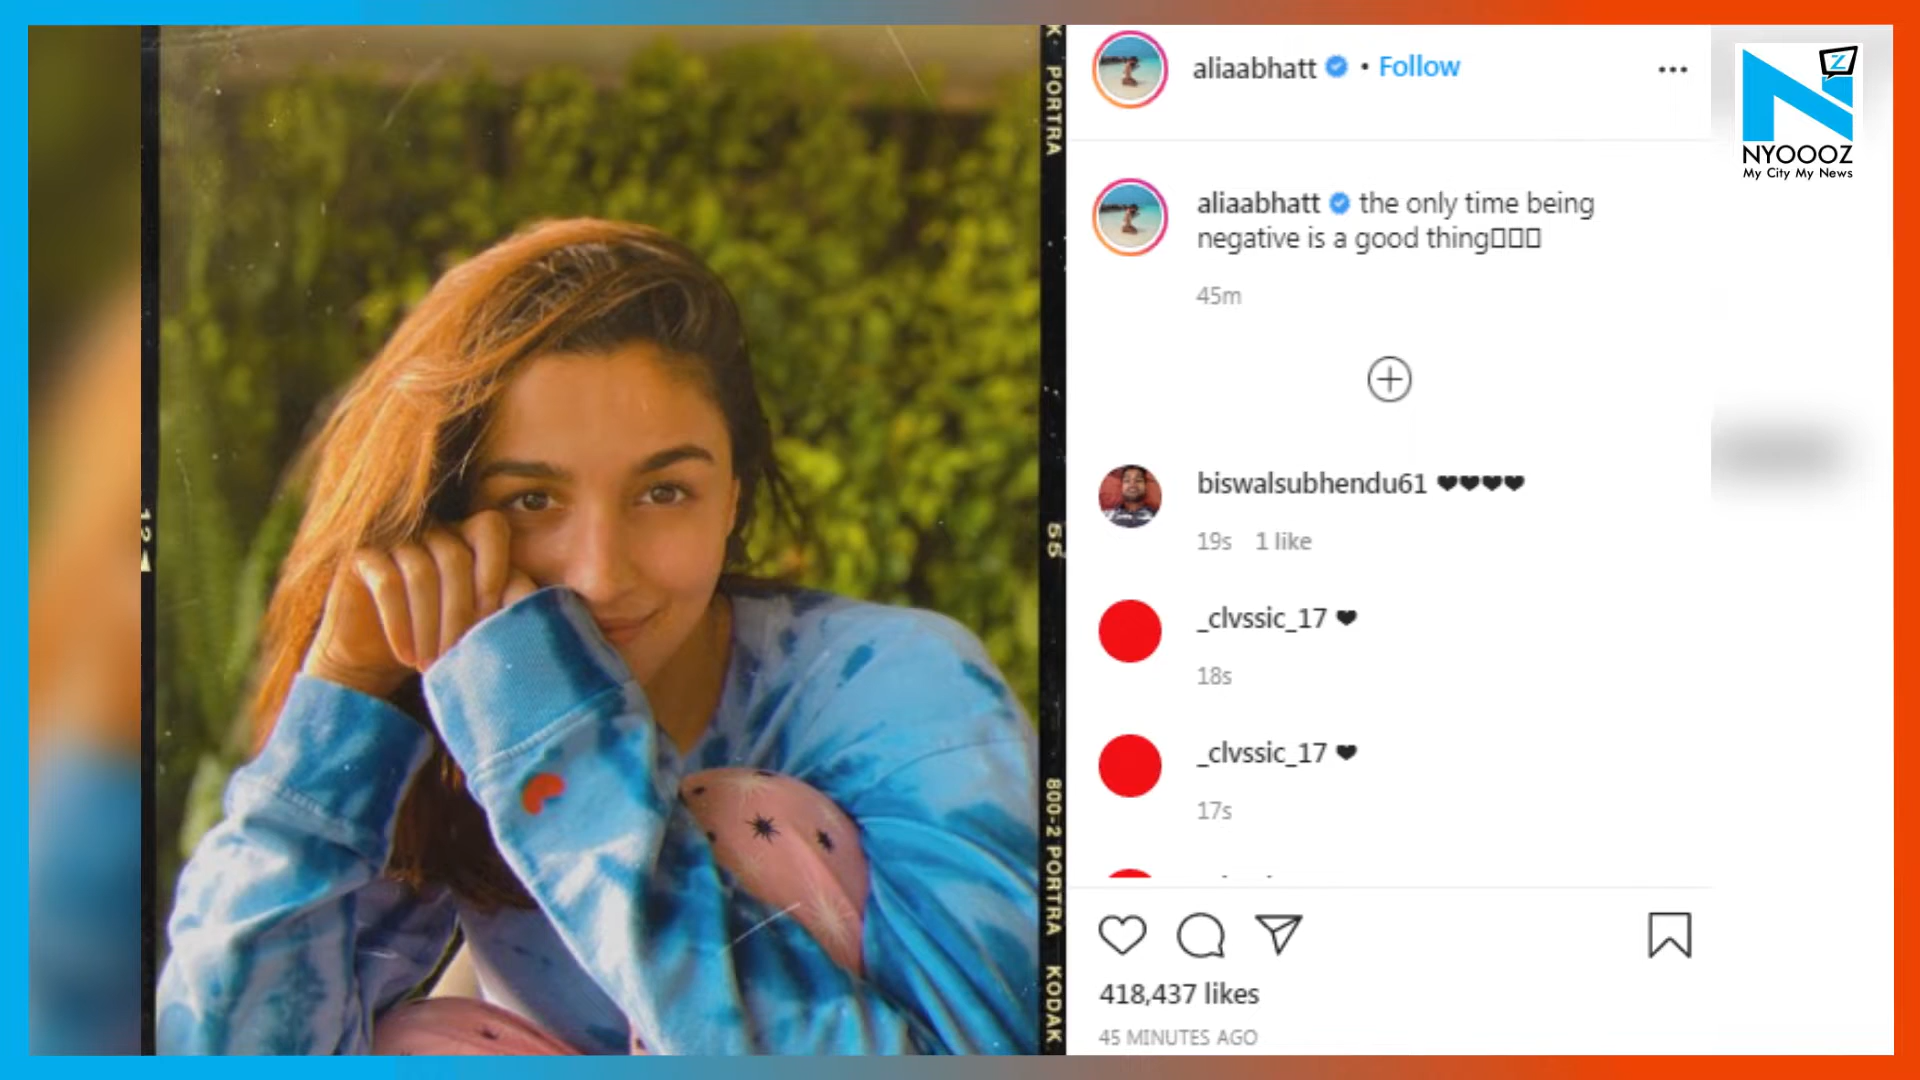 K PORTRA
55
800-2 PORTRA KODAK
aliaabhatt • Follow
aliaabhatt the only time being
negative is a good thing▯▯▯
45m
biswalsubhendu61 ❤❤❤❤
19s 1 like
_clvssic_17 ❤
18s
_clvssic_17 ❤
17s
418,437 likes
45 MINUTES AGO
Z
N
NYOOOZ
My City My News